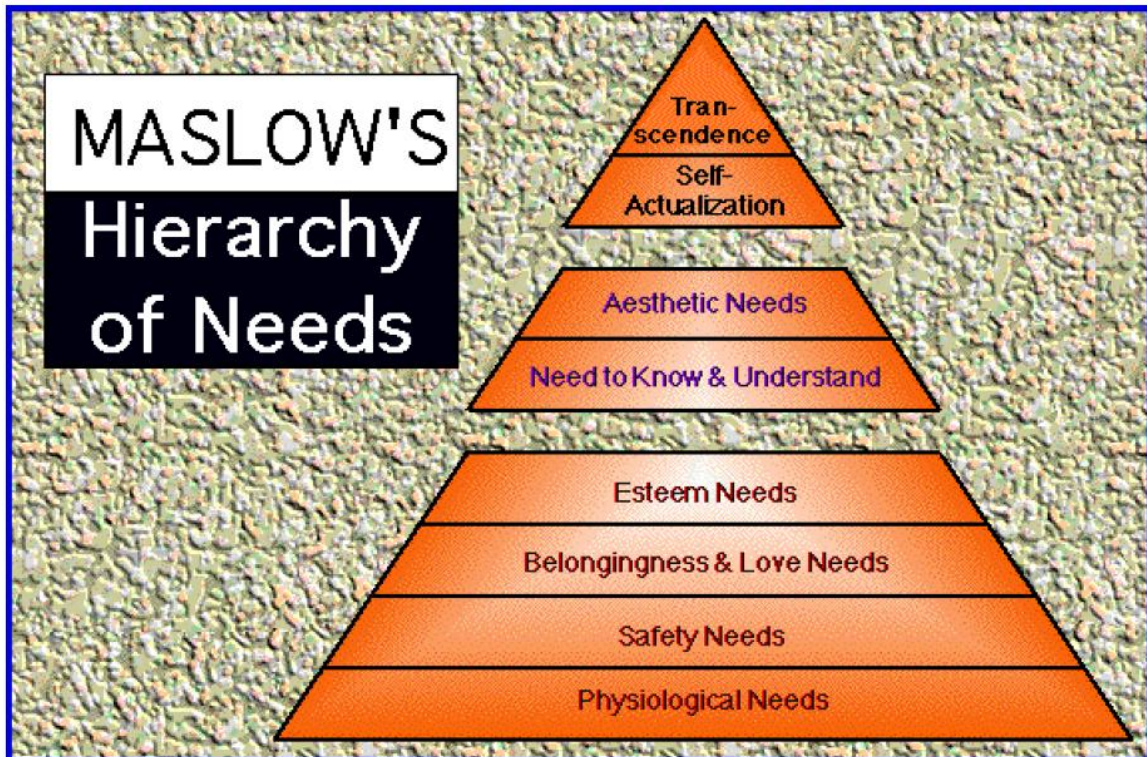 MASLOW'S
Hierarchy
of Needs
Tran-
scendence
Self-
Actualization
Aesthetic Needs
Need to Know & Understand
Esteem Needs
Belongingness & Love Needs
Safety Needs
Physiological Needs